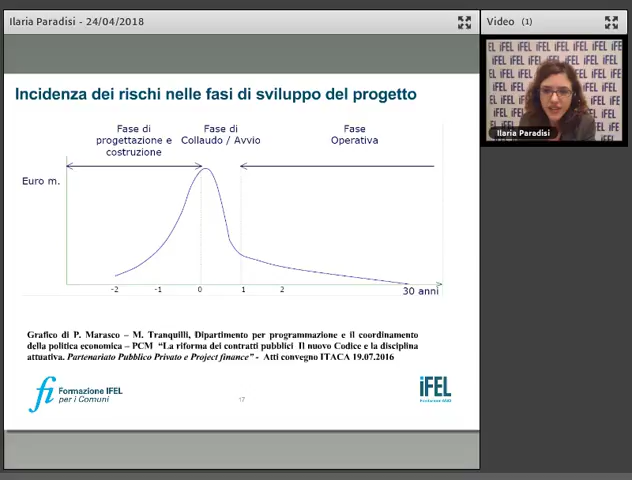 Ilaria Paradisi - 24/04/2018
Video (1)
Incidenza dei rischi nelle fasi di sviluppo del progetto
Fase di
progettazione e
costruzione
Fase di
Collaudo / Avvio
Fase
Operativa
Euro m.
-2 -1 0 1 2
30 anni
Grafico di P. Marasco – M. Tranquilli, Dipartimento per programmazione e il coordinamento
della politica economica – PCM “La riforma dei contratti pubblici Il nuovo Codice e la disciplina
attuativa. Partenariato Pubblico Privato e Project finance” - Atti convegno ITACA 19.07.2016
fi Formazione IFEL
per i Comuni
17
iFEL
Fondazione ANCI
iFEL
Ilaria Paradisi